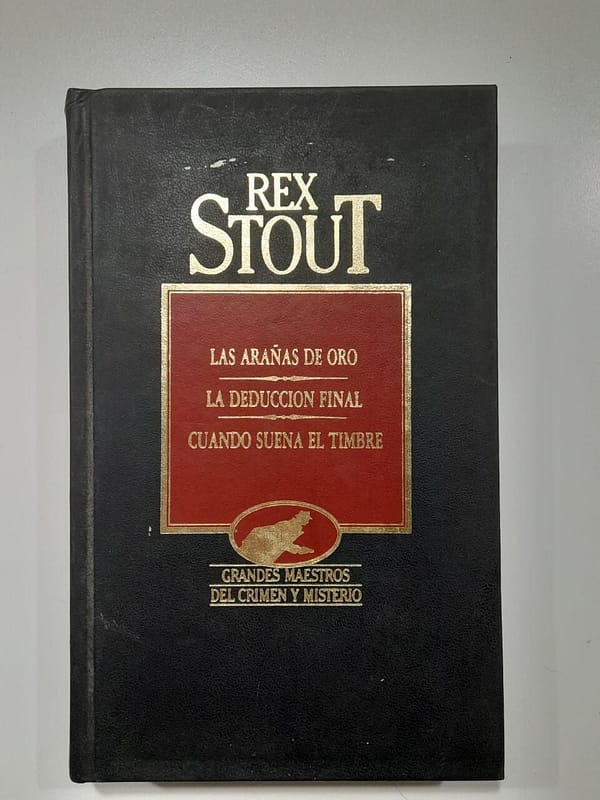 REX
STOUT
LAS ARAÑAS DE ORO
LA DEDUCCION FINAL
CUANDO SUENA EL TIMBRE
GRANDES MAESTROS
DEL CRIMEN Y MISTERIO